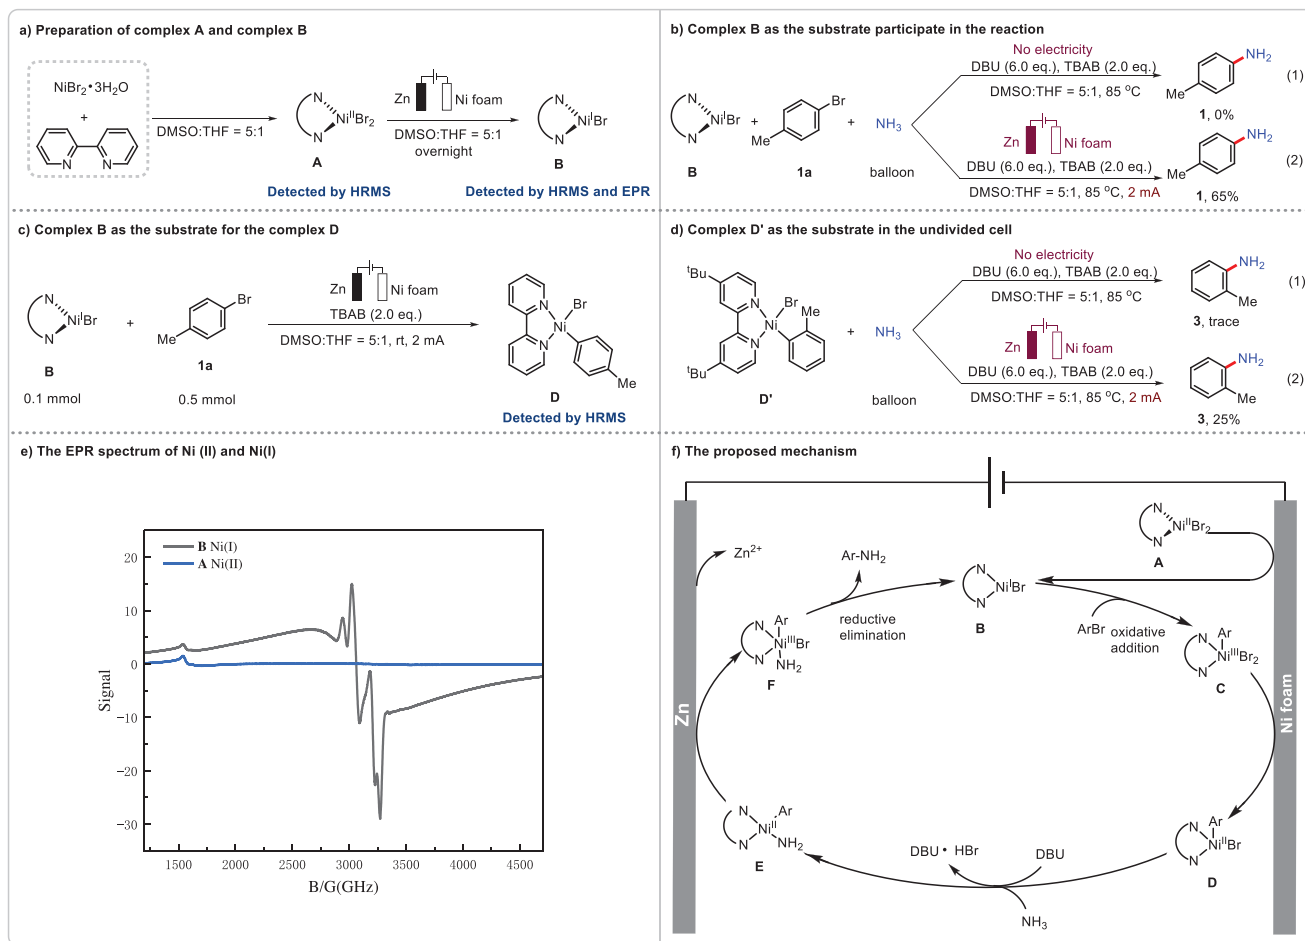 a) Preparation of complex A and complex B
NiBr2•3H2O
+
N N
DMSO:THF = 5:1
N
N
NiᴵᴵBr2
A
Detected by HRMS
Zn
Ni foam
DMSO:THF = 5:1
overnight
N
N
NiᴵBr
B
Detected by HRMS and EPR
b) Complex B as the substrate participate in the reaction
N
N
NiᴵBr
B
+
Br
Me
1a
+
NH3
balloon
No electricity
DBU (6.0 eq.), TBAB (2.0 eq.)
DMSO:THF = 5:1, 85 °C
NH2
Me
1, 0%
(1)
Zn
Ni foam
DBU (6.0 eq.), TBAB (2.0 eq.)
DMSO:THF = 5:1, 85 °C, 2 mA
NH2
Me
1, 65%
(2)
c) Complex B as the substrate for the complex D
N
N
NiᴵBr
B
0.1 mmol
+
Br
Me
1a
0.5 mmol
Zn
Ni foam
TBAB (2.0 eq.)
DMSO:THF = 5:1, rt, 2 mA
N
Br
Ni
N
Me
D
Detected by HRMS
d) Complex D' as the substrate in the undivided cell
ᵗBu
N
Br
Me
Ni
N
ᵗBu
D'
+
NH3
balloon
No electricity
DBU (6.0 eq.), TBAB (2.0 eq.)
DMSO:THF = 5:1, 85 °C
NH2
Me
3, trace
(1)
Zn
Ni foam
DBU (6.0 eq.), TBAB (2.0 eq.)
DMSO:THF = 5:1, 85 °C, 2 mA
NH2
Me
3, 25%
(2)
e) The EPR spectrum of Ni (II) and Ni(I)
B Ni(I)
A Ni(II)
20
10
0
-10
-20
-30
Signal
1500 2000 2500 3000 3500 4000 4500
B/G(GHz)
f) The proposed mechanism
Zn
Ni foam
Zn2+
Ar-NH2
reductive
elimination
N
N
NiᴵBr
B
N
N
NiᴵᴵBr2
A
ArBr
oxidative
addition
Ar
N
N
NiᴵᴵᴵBr2
C
Ar
N
N
NiᴵᴵBr
D
DBU
DBU • HBr
NH3
Ar
N
N
Niᴵᴵ
NH2
E
Ar
N
N
NiᴵᴵᴵBr
NH2
F